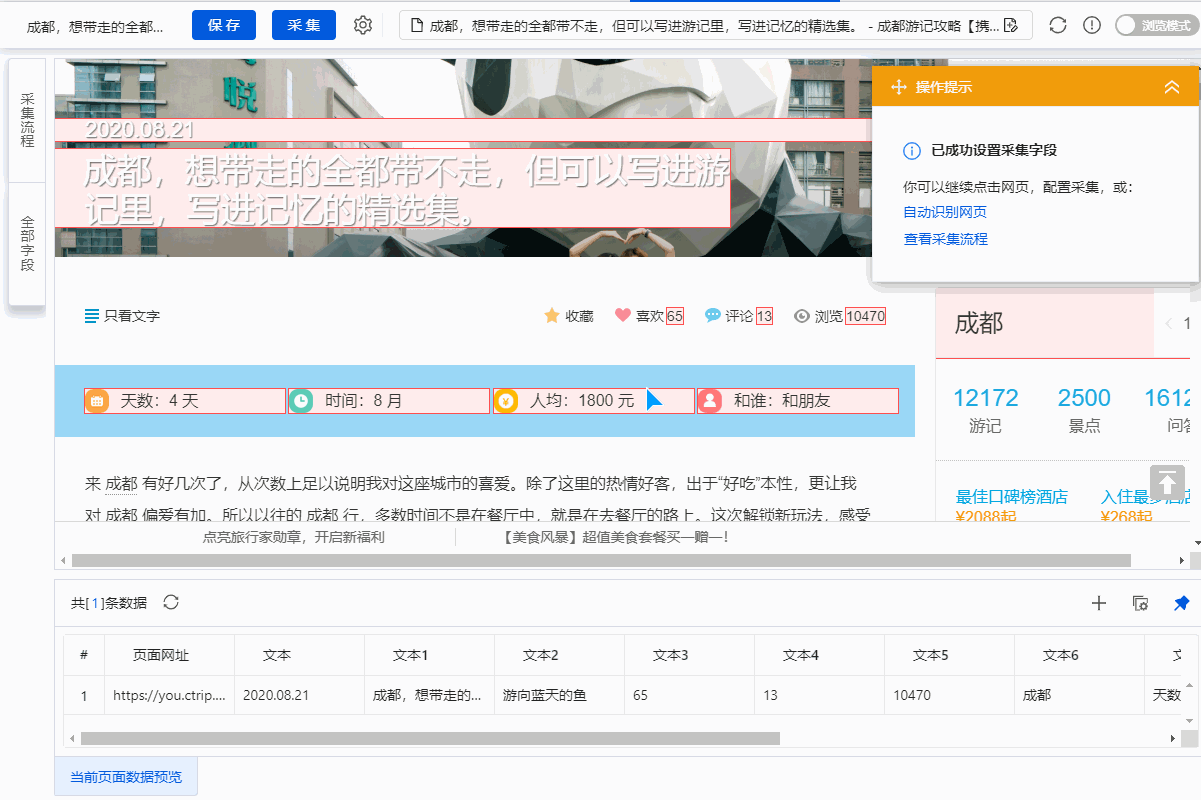 成都，想带走的全都...
保存
采集
成都，想带走的全都带不走，但可以写进游记里，写进记忆的精选集。 - 成都游记攻略【携...
浏览模式
采集流程
全部字段
悦
2020.08.21
成都，想带走的全都带不走，但可以写进游
记里，写进记忆的精选集。
操作提示
已成功设置采集字段
你可以继续点击网页，配置采集，或：
自动识别网页
查看采集流程
只看文字
收藏
喜欢65
评论13
浏览10470
成都
1
天数：4 天
时间：8 月
人均：1800 元
和谁：和朋友
12172
2500
1612
游记
景点
问答
来 成都 有好几次了，从次数上足以说明我对这座城市的喜爱。除了这里的热情好客，出于“好吃”本性，更让我
对 成都 偏爱有加。所以以往的 成都 行，多数时间不是在餐厅中，就是在去餐厅的路上。这次解锁新玩法，感受
最佳口碑榜酒店
入住最多酒店
¥2088起
¥268起
点亮旅行家勋章，开启新福利
【美食风暴】超值美食套餐买一赠一！
共[1]条数据
# 页面网址 文本 文本1 文本2 文本3 文本4 文本5 文本6
1 https://you.ctrip.... 2020.08.21 成都，想带走的... 游向蓝天的鱼 65 13 10470 成都 天数
当前页面数据预览